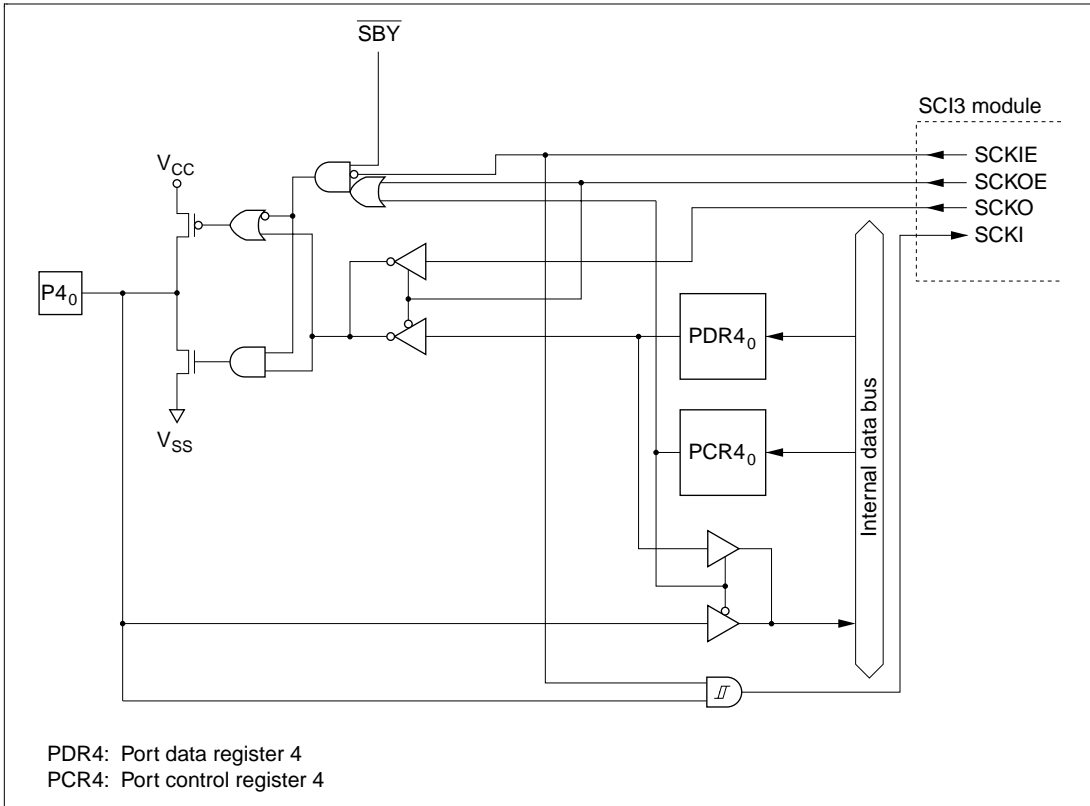 SBY
SCI3 module
VCC
SCKIE
SCKOE
SCKO
SCKI
P40
PDR40
PCR40
Internal data bus
VSS
PDR4: Port data register 4
PCR4: Port control register 4